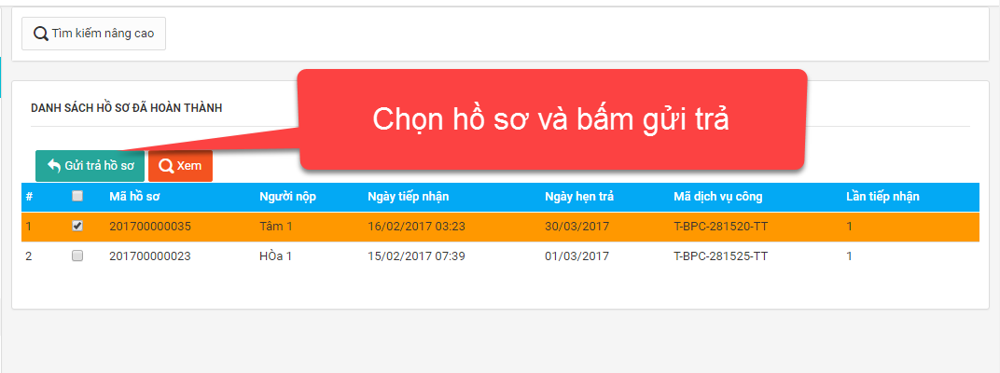 Tìm kiếm nâng cao
DANH SÁCH HỒ SƠ ĐÃ HOÀN THÀNH
Chọn hồ sơ và bấm gửi trả
Gửi trả hồ sơ Xem
# Mã hồ sơ Người nộp Ngày tiếp nhận Ngày hẹn trả Mã dịch vụ công Lần tiếp nhận
1 201700000035 Tâm 1 16/02/2017 03:23 30/03/2017 T-BPC-281520-TT 1
2 201700000023 HÒa 1 15/02/2017 07:39 01/03/2017 T-BPC-281525-TT 1